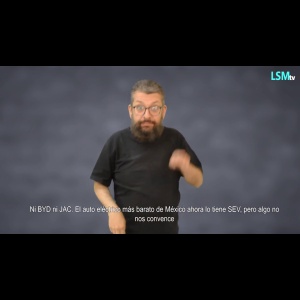 LSMtv
Ni BYD ni JAC. El auto eléctrico más barato de México ahora lo tiene SEV, pero algo no
nos convence